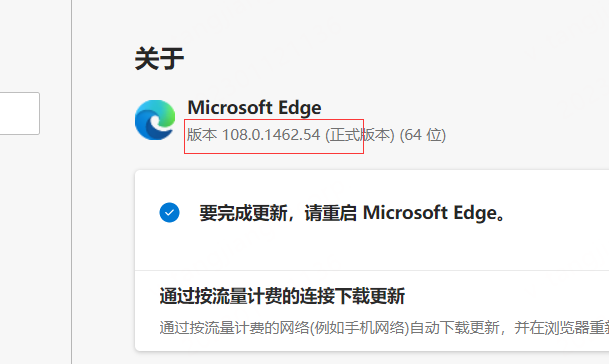 关于
Microsoft Edge
版本 108.0.1462.54 (正式版本) (64 位)
要完成更新，请重启 Microsoft Edge。
通过按流量计费的连接下载更新
通过按流量计费的网络(例如手机网络)自动下载更新，并在浏览器重